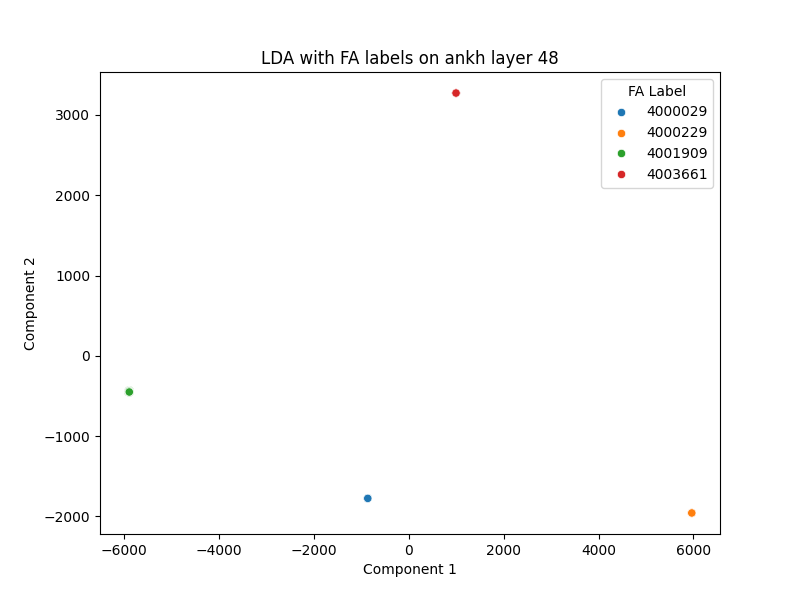 LDA with FA labels on ankh layer 48
FA Label
4000029
4000229
4001909
4003661
3000
2000
1000
0
−1000
−2000
Component 2
−6000 −4000 −2000 0 2000 4000 6000
Component 1